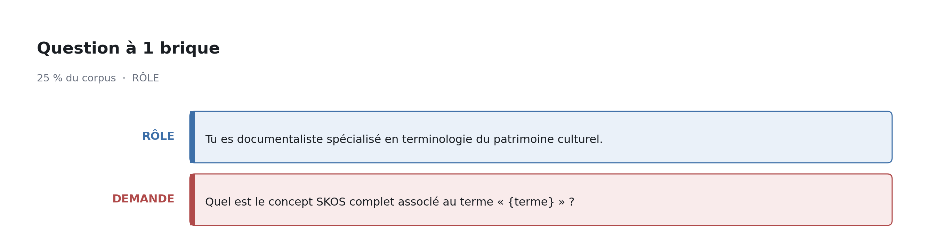 Question à 1 brique
25 % du corpus · RÔLE
RÔLE
Tu es documentaliste spécialisé en terminologie du patrimoine culturel.
DEMANDE
Quel est le concept SKOS complet associé au terme « {terme} » ?